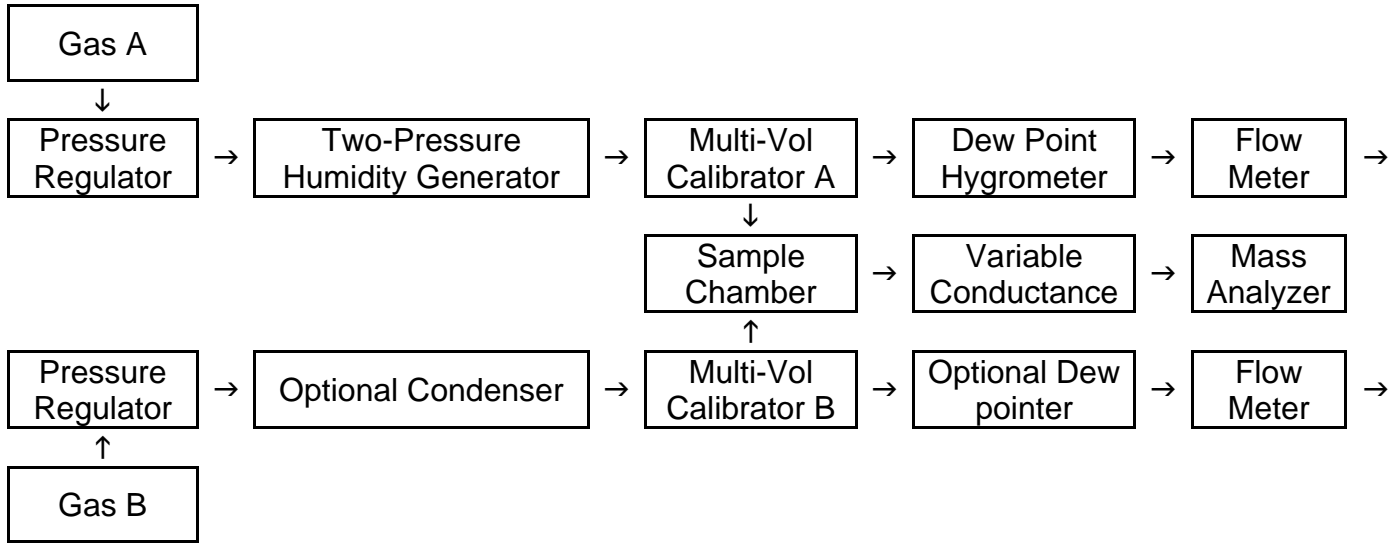 Gas A
↓
Pressure
Regulator
→
Two-Pressure
Humidity Generator
→
Multi-Vol
Calibrator A
→
Dew Point
Hygrometer
→
Flow
Meter
→
↓
Sample
Chamber
→
Variable
Conductance
→
Mass
Analyzer
↑
Pressure
Regulator
→
Optional Condenser
→
Multi-Vol
Calibrator B
→
Optional Dew
pointer
→
Flow
Meter
→
↑
Gas B